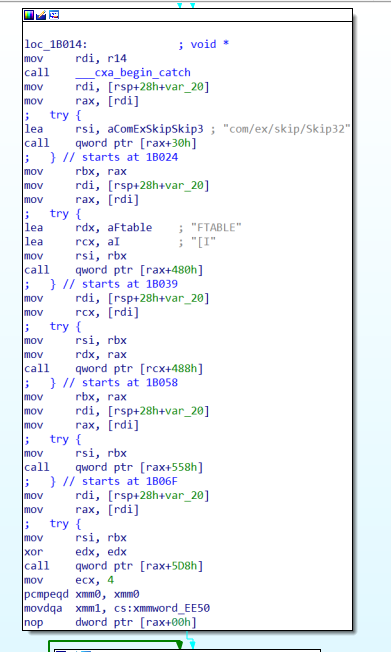 loc_1B014: ; void *
mov rdi, r14
call ___cxa_begin_catch
mov rdi, [rsp+28h+var_20]
mov rax, [rdi]
; try {
lea rsi, aComExSkipSkip3 ; "com/ex/skip/Skip32"
call qword ptr [rax+30h]
; } // starts at 1B024
mov rbx, rax
mov rdi, [rsp+28h+var_20]
mov rax, [rdi]
; try {
lea rdx, aFtable ; "FTABLE"
lea rcx, aI ; "[I"
mov rsi, rbx
call qword ptr [rax+480h]
; } // starts at 1B039
mov rdi, [rsp+28h+var_20]
mov rcx, [rdi]
; try {
mov rsi, rbx
mov rdx, rax
call qword ptr [rcx+488h]
; } // starts at 1B058
mov rbx, rax
mov rdi, [rsp+28h+var_20]
mov rax, [rdi]
; try {
mov rsi, rbx
call qword ptr [rax+558h]
; } // starts at 1B06F
mov rdi, [rsp+28h+var_20]
mov rax, [rdi]
; try {
mov rsi, rbx
xor edx, edx
call qword ptr [rax+5D8h]
mov ecx, 4
pcmpeqd xmm0, xmm0
movdqa xmm1, cs:xmmword_EE50
nop dword ptr [rax+00h]